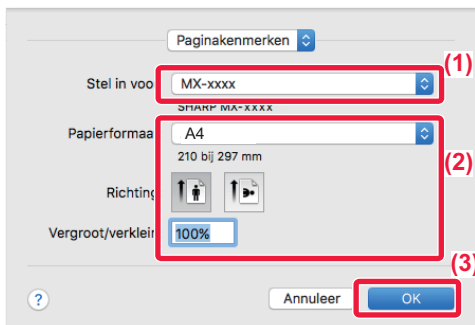 Paginakenmerken
(1)
Stel in voo MX-xxxx
SHARP MX-xxxx
Papierformaa A4
210 bij 297 mm
(2)
Richting
Vergroot/verklein 100%
(3)
? Annuleer OK